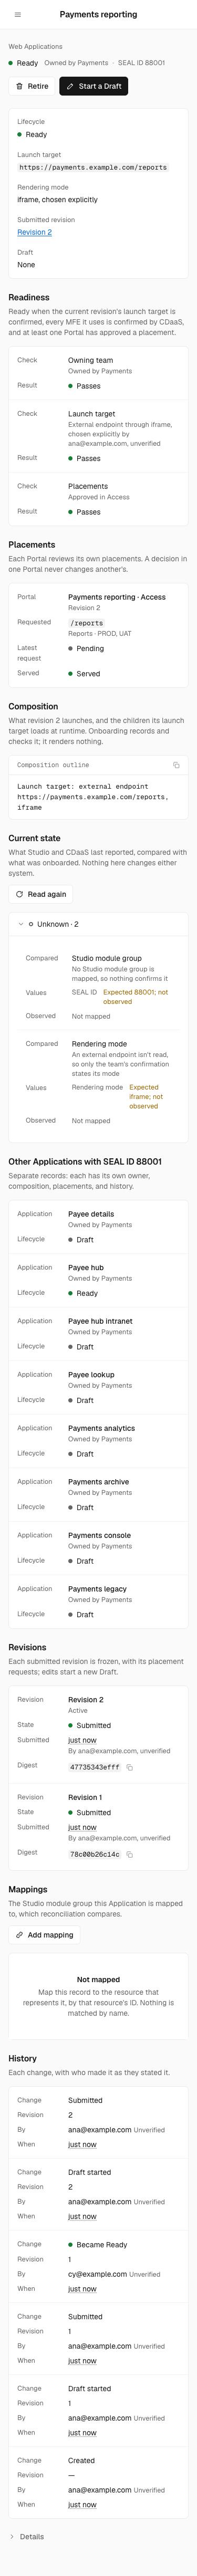 Payments reporting
Web Applications
Ready Owned by Payments · SEAL ID 88001
Retire Start a Draft
Lifecycle
Ready
Launch target
https://payments.example.com/reports
Rendering mode
iframe, chosen explicitly
Submitted revision
Revision 2
Draft
None
Readiness
Ready when the current revision's launch target is
confirmed, every MFE it uses is confirmed by CDaaS,
and at least one Portal has approved a placement.
Check Owning team
Owned by Payments
Result Passes
Check Launch target
External endpoint through iframe,
chosen explicitly by
ana@example.com, unverified
Result Passes
Check Placements
Approved in Access
Result Passes
Placements
Each Portal reviews its own placements. A decision in
one Portal never changes another's.
Portal Payments reporting · Access
Revision 2
Requested /reports
Reports · PROD, UAT
Latest Pending
request
Served Served
Composition
What revision 2 launches, and the children its launch
target loads at runtime. Onboarding records and
checks it; it renders nothing.
Composition outline
Launch target: external endpoint
https://payments.example.com/reports,
iframe
Current state
What Studio and CDaaS last reported, compared with
what was onboarded. Nothing here changes either
system.
Read again
Unknown · 2
Compared Studio module group
No Studio module group is
mapped, so nothing confirms it
Values SEAL ID Expected 88001; not
observed
Observed Not mapped
Compared Rendering mode
An external endpoint isn't read,
so only the team's confirmation
states its mode
Values Rendering mode Expected
iframe; not
observed
Observed Not mapped
Other Applications with SEAL ID 88001
Separate records: each has its own owner,
composition, placements, and history.
Application Payee details
Owned by Payments
Lifecycle Draft
Application Payee hub
Owned by Payments
Lifecycle Ready
Application Payee hub intranet
Owned by Payments
Lifecycle Draft
Application Payee lookup
Owned by Payments
Lifecycle Draft
Application Payments analytics
Owned by Payments
Lifecycle Draft
Application Payments archive
Owned by Payments
Lifecycle Draft
Application Payments console
Owned by Payments
Lifecycle Draft
Application Payments legacy
Owned by Payments
Lifecycle Draft
Revisions
Each submitted revision is frozen, with its placement
requests; edits start a new Draft.
Revision Revision 2
Active
State Submitted
Submitted just now
By ana@example.com, unverified
Digest 47735343efff
Revision Revision 1
State Submitted
Submitted just now
By ana@example.com, unverified
Digest 78c00b26c14c
Mappings
The Studio module group this Application is mapped
to, which reconciliation compares.
Add mapping
Not mapped
Map this record to the resource that
represents it, by that resource's ID. Nothing is
matched by name.
History
Each change, with who made it as they stated it.
Change Submitted
Revision 2
By ana@example.com Unverified
When just now
Change Draft started
Revision 2
By ana@example.com Unverified
When just now
Change Became Ready
Revision 1
By cy@example.com Unverified
When just now
Change Submitted
Revision 1
By ana@example.com Unverified
When just now
Change Draft started
Revision 1
By ana@example.com Unverified
When just now
Change Created
Revision —
By ana@example.com Unverified
When just now
Details